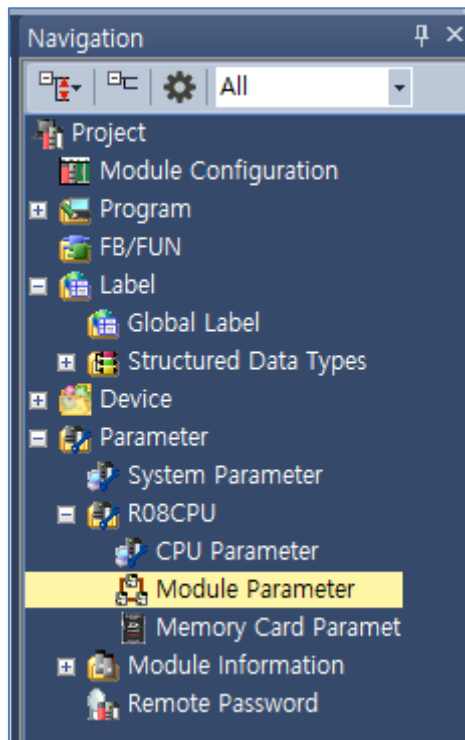 Navigation
All
Project
Module Configuration
Program
FB/FUN
Label
Global Label
Structured Data Types
Device
Parameter
System Parameter
R08CPU
CPU Parameter
Module Parameter
Memory Card Paramet
Module Information
Remote Password